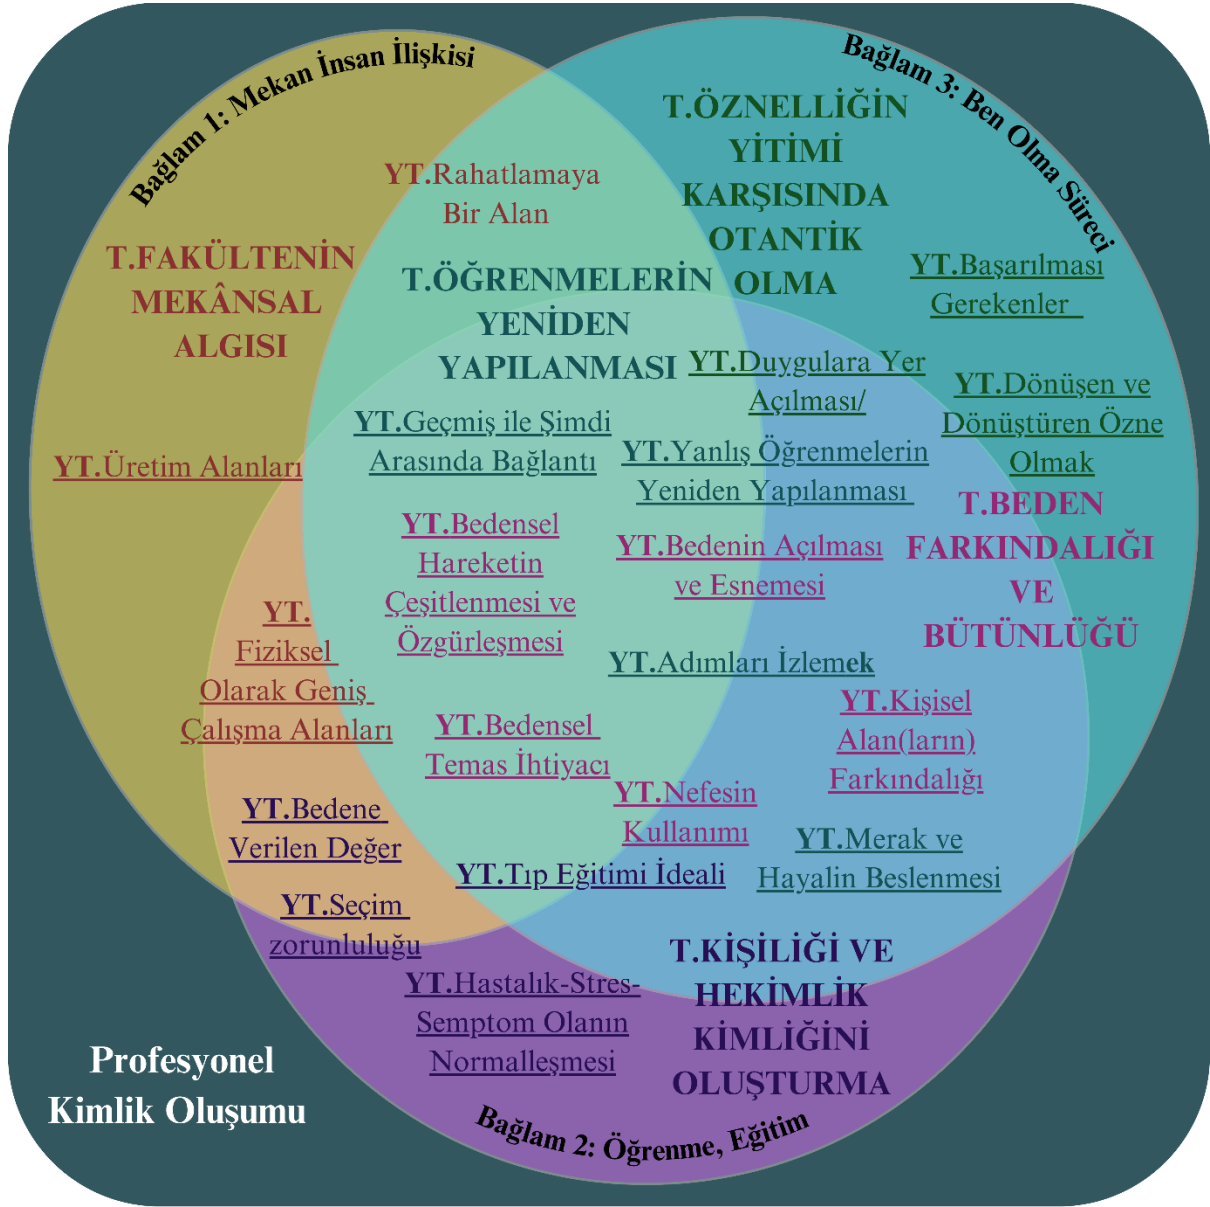 Bağlam 1: Mekan İnsan İlişkisi
Bağlam 3: Ben Olma Süreci
T.ÖZNELLİĞİN
YİTİMİ
KARŞISINDA
OTANTİK
OLMA
YT.Rahatlamaya
Bir Alan
T.FAKÜLTENİN
MEKÂNSAL
ALGISI
T.ÖĞRENMELERİN
YENİDEN
YAPILANMASI
YT.Başarılması
Gerekenler
YT.Duygulara Yer
Açılması/
YT.Dönüşen ve
Dönüştüren Özne
Olmak
YT.Geçmiş ile Şimdi
Arasında Bağlantı
YT.Yanlış Öğrenmelerin
Yeniden Yapılanması
YT.Üretim Alanları
T.BEDEN
FARKINDALIĞI
VE
BÜTÜNLÜĞÜ
YT.Bedensel
Hareketin
Çeşitlenmesi ve
Özgürleşmesi
YT.Bedenin Açılması
ve Esnemesi
YT.
Fiziksel
Olarak Geniş
Çalışma Alanları
YT.Adımları İzlemek
YT.Kişisel
Alan(ların)
Farkındalığı
YT.Bedensel
Temas İhtiyacı
YT.Nefesin
Kullanımı
YT.Bedene
Verilen Değer
YT.Merak ve
Hayalin Beslenmesi
YT.Tıp Eğitimi İdeali
YT.Seçim
zorunluluğu
T.KİŞİLİĞİ VE
HEKİMLİK
KİMLİĞİNİ
OLUŞTURMA
YT.Hastalık-Stres-
Semptom Olanın
Normalleşmesi
Profesyonel
Kimlik Oluşumu
Bağlam 2: Öğrenme, Eğitim